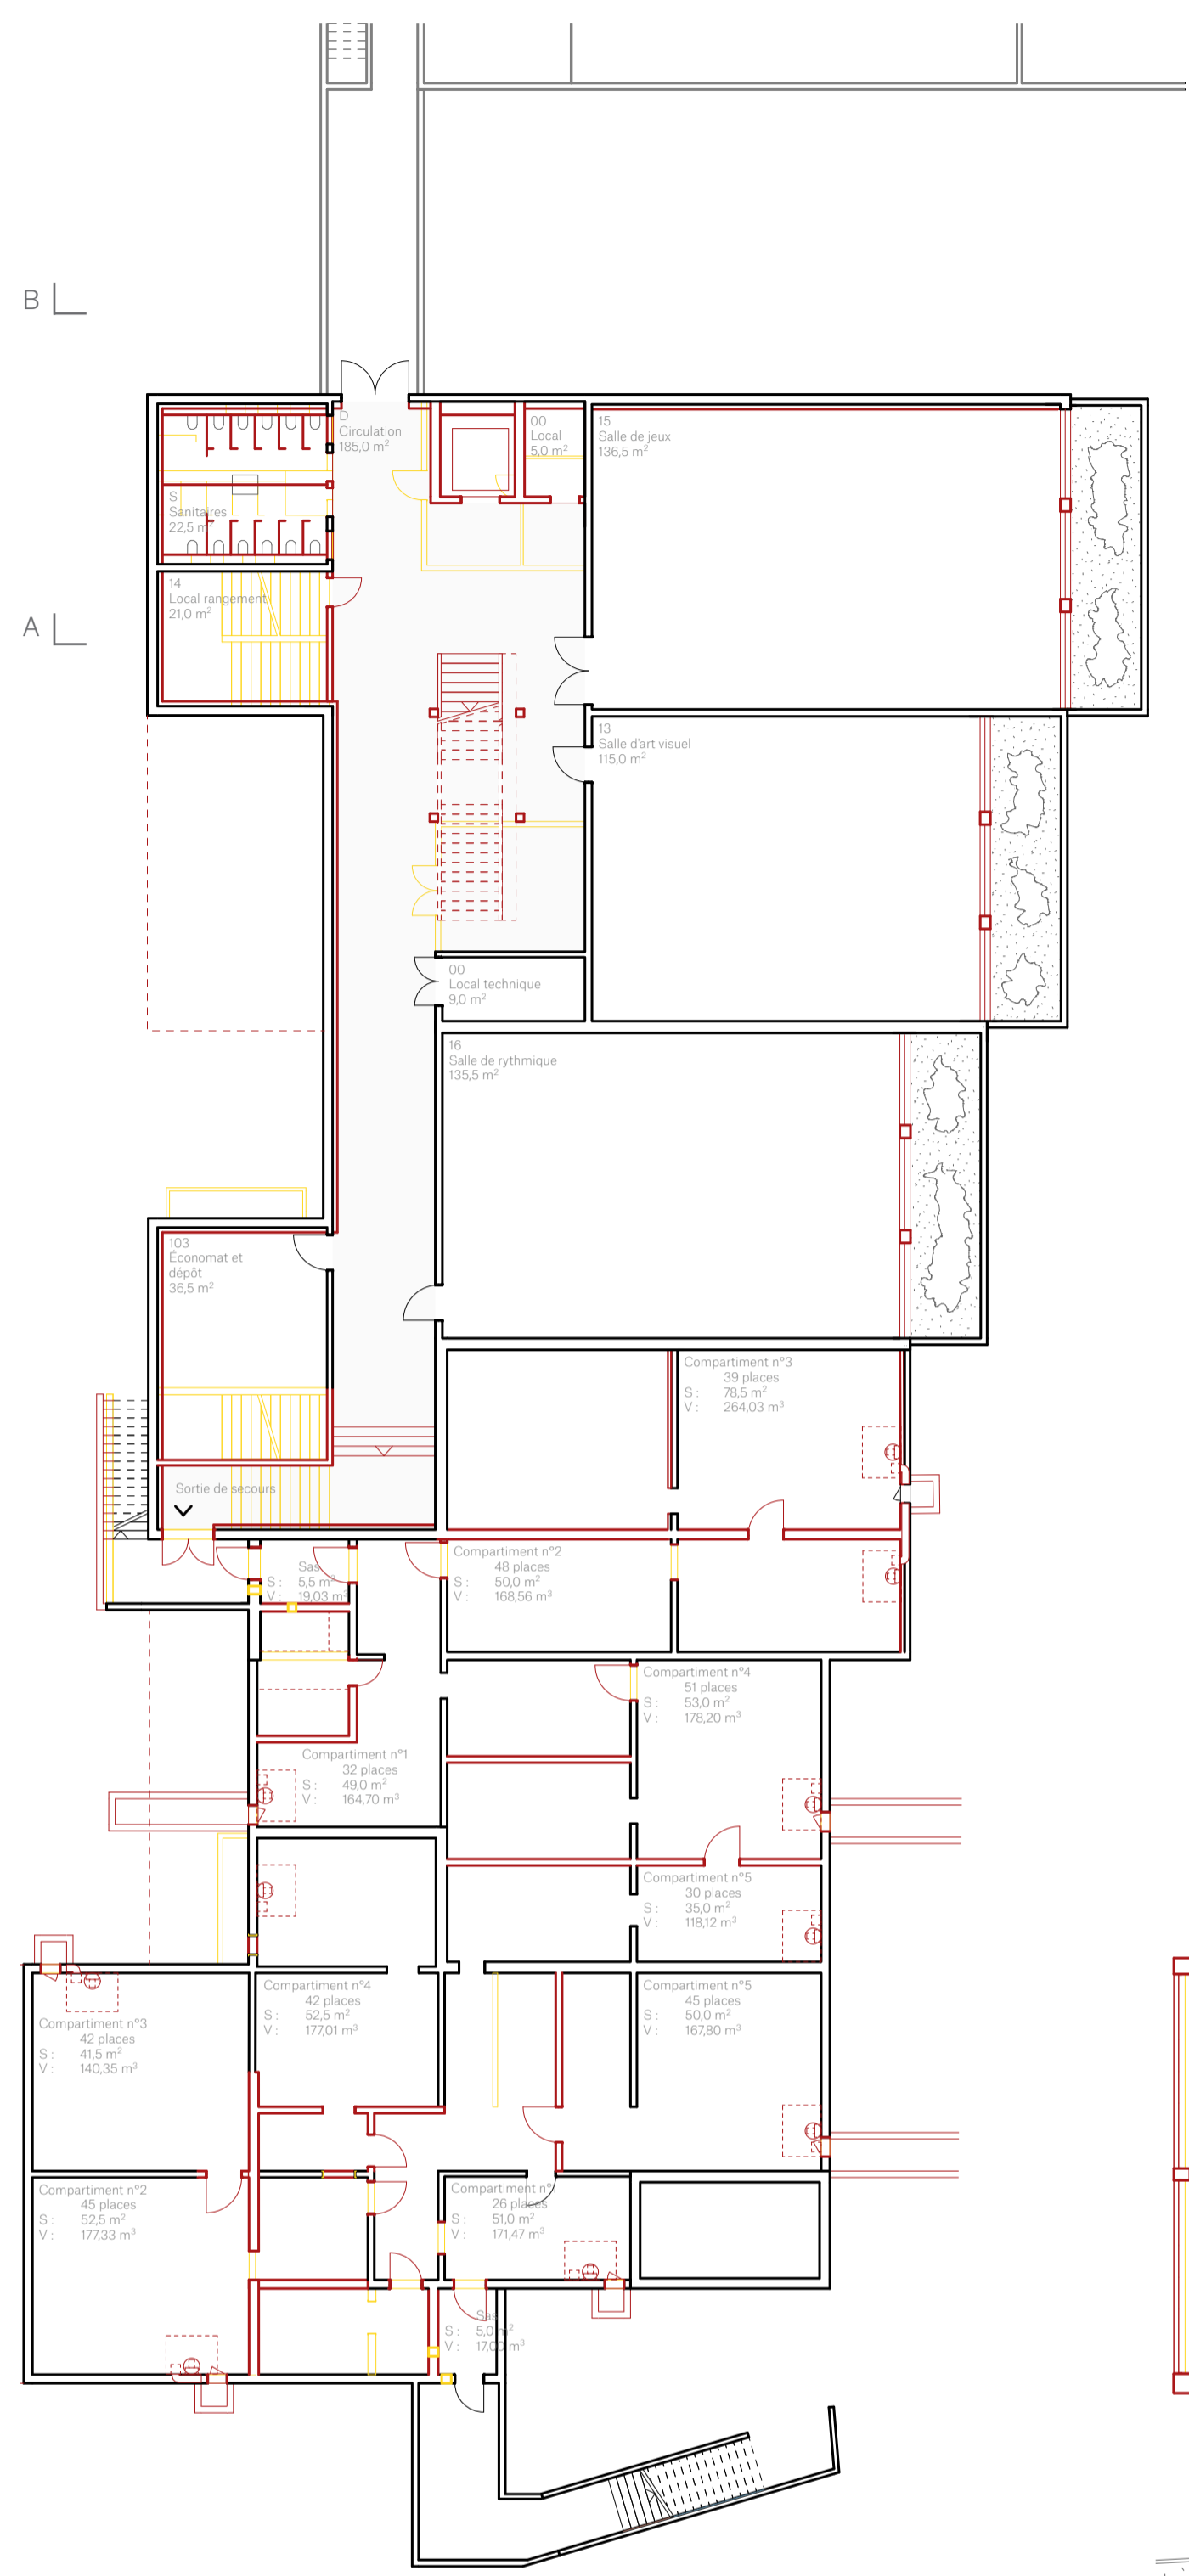 B
D
Circulation
185,0 m²
00
Local
5,0 m²
15
Salle de jeux
136,5 m²
S
Sanitaires
22,5 m²
14
Local rangement
21,0 m²
A
13
Salle d'art visuel
115,0 m²
00
Local technique
9,0 m²
16
Salle de rythmique
135,5 m²
103
Économat et
dépôt
36,5 m²
Compartiment n°3
39 places
S : 78,5 m²
V : 264,03 m³
Sortie de secours
Sas
S : 5,5 m²
V : 19,03 m³
Compartiment n°2
48 places
S : 50,0 m²
V : 168,56 m³
Compartiment n°4
51 places
S : 53,0 m²
V : 178,20 m³
Compartiment n°1
32 places
S : 49,0 m²
V : 164,70 m³
Compartiment n°5
30 places
S : 35,0 m²
V : 118,12 m³
Compartiment n°4
42 places
S : 52,5 m²
V : 177,01 m³
Compartiment n°5
45 places
S : 50,0 m²
V : 167,80 m³
Compartiment n°3
42 places
S : 41,5 m²
V : 140,35 m³
Compartiment n°2
45 places
S : 52,5 m²
V : 177,33 m³
Compartiment n°1
26 places
S : 51,0 m²
V : 171,47 m³
Sas
S : 5,0 m²
V : 17,00 m³